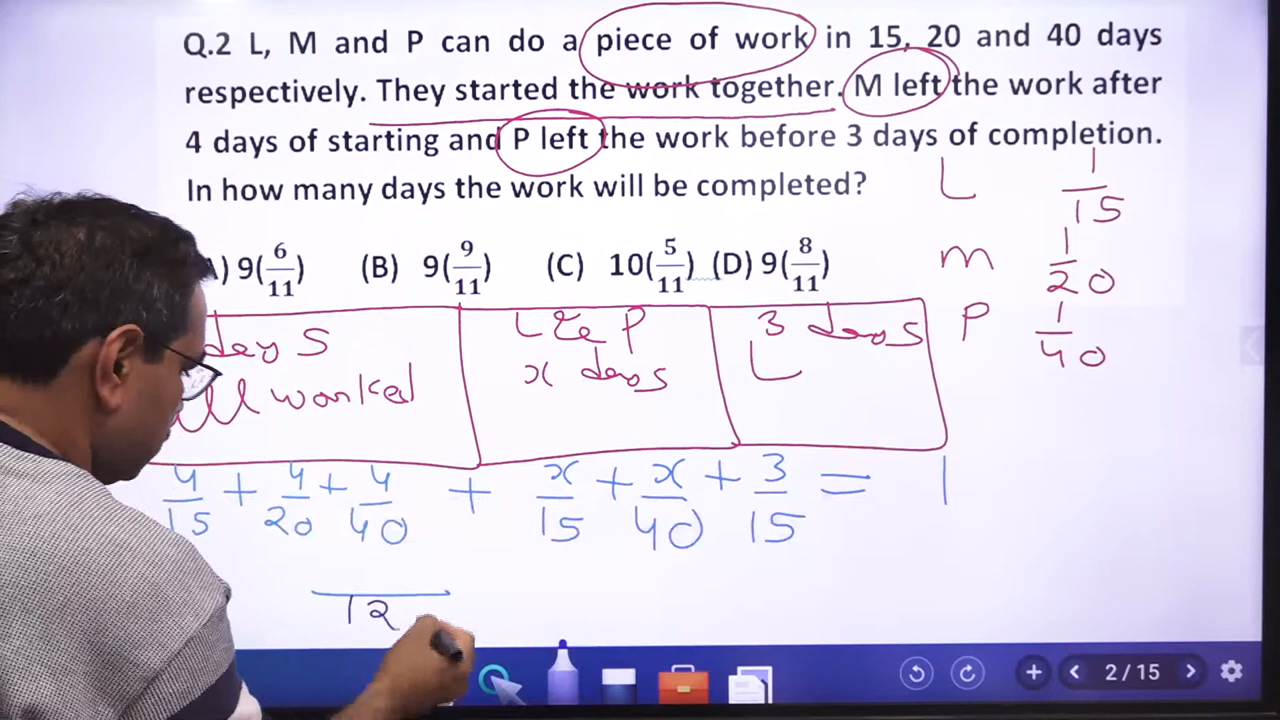 Q.2 L, M and P can do a piece of work in 15, 20 and 40 days
respectively. They started the work together. M left the work after
4 days of starting and P left the work before 3 days of completion.
In how many days the work will be completed?
) 9(6/11) (B) 9(9/11) (C) 10(5/11) (D) 9(8/11)
L 1/15
m 1/20
P 1/40
days
all worked
L & P
x days
3 days
L
4/15 + 4/20 + 4/40 + x/15 + x/40 + 3/15 = 1
12
2 / 15